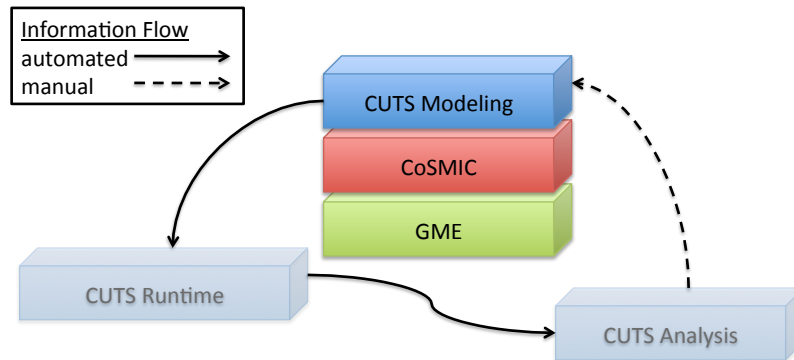 Information Flow
automated
manual
CUTS Modeling
CoSMIC
GME
CUTS Runtime
CUTS Analysis